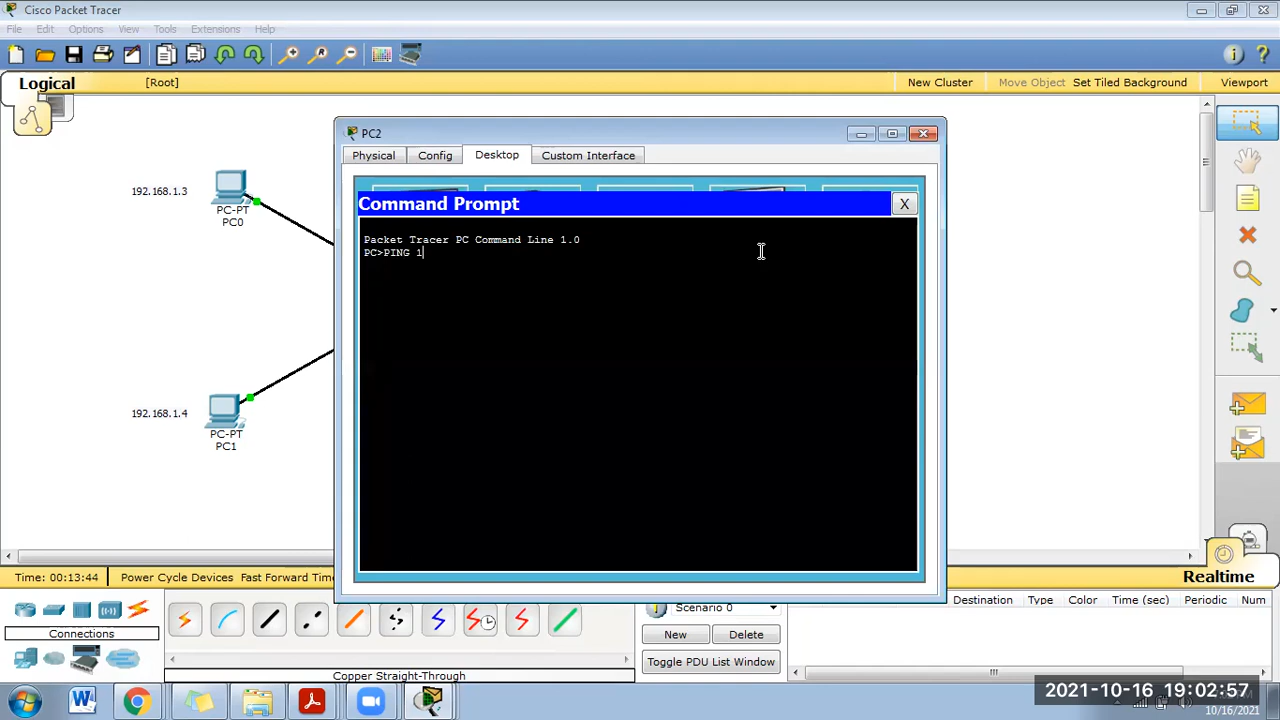 Cisco Packet Tracer
File Edit Options View Tools Extensions Help
Logical
[Root]
New Cluster
Move Object
Set Tiled Background
Viewport
192.168.1.3
PC-PT
PC0
192.168.1.4
PC-PT
PC1
PC2
Physical
Config
Desktop
Custom Interface
Command Prompt
X
Packet Tracer PC Command Line 1.0
PC>PING 1
Time: 00:13:44
Power Cycle Devices
Fast Forward Time
Realtime
Connections
Copper Straight-Through
Scenario 0
New
Delete
Toggle PDU List Window
Destination
Type
Color
Time (sec)
Periodic
Num
2021-10-16 19:02:57
10/16/2021